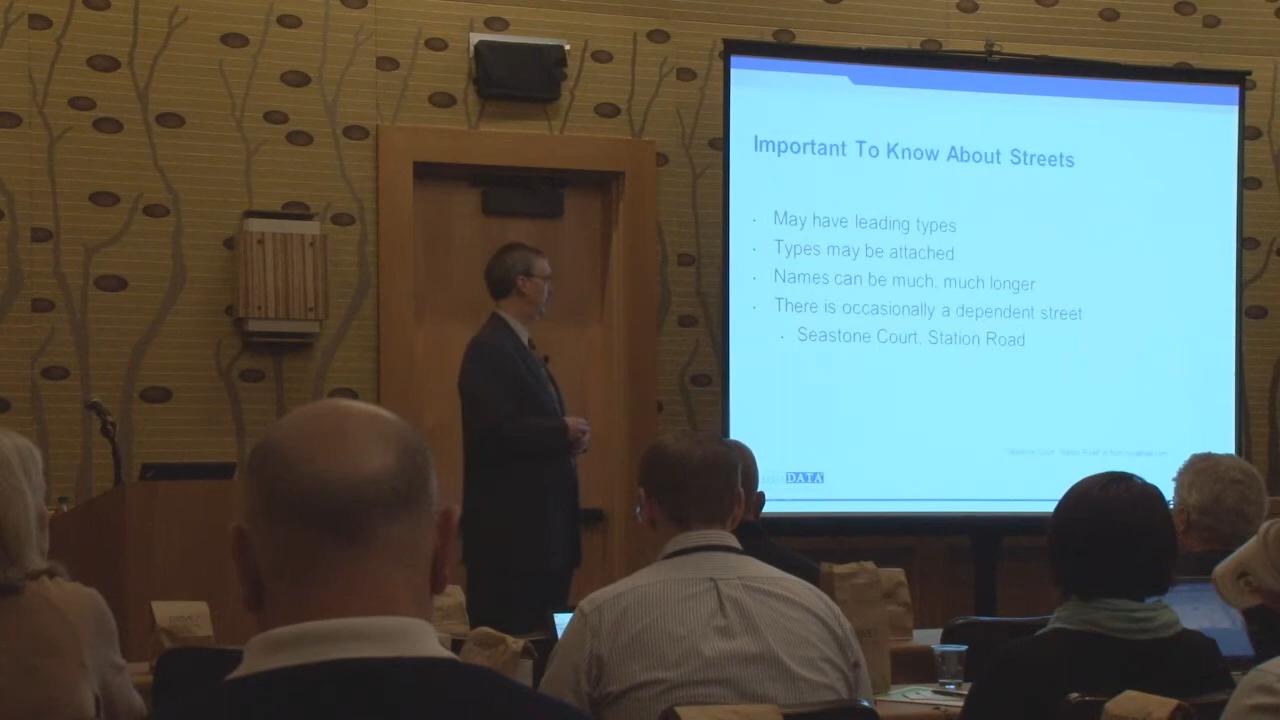 Important To Know About Streets
May have leading types
Types may be attached
Names can be much, much longer
There is occasionally a dependent street
Seastone Court, Station Road
DATA